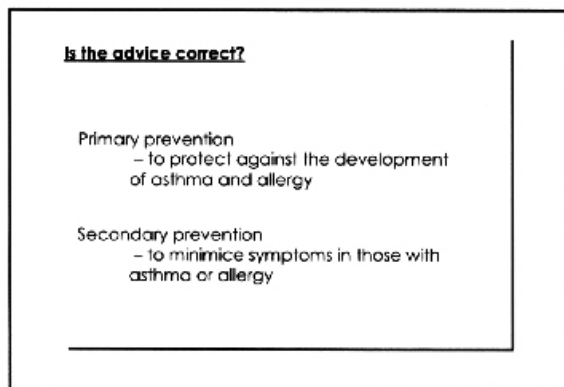 Is the advice correct?
Primary prevention
– to protect against the development
of asthma and allergy
Secondary prevention
– to minimice symptoms in those with
asthma or allergy